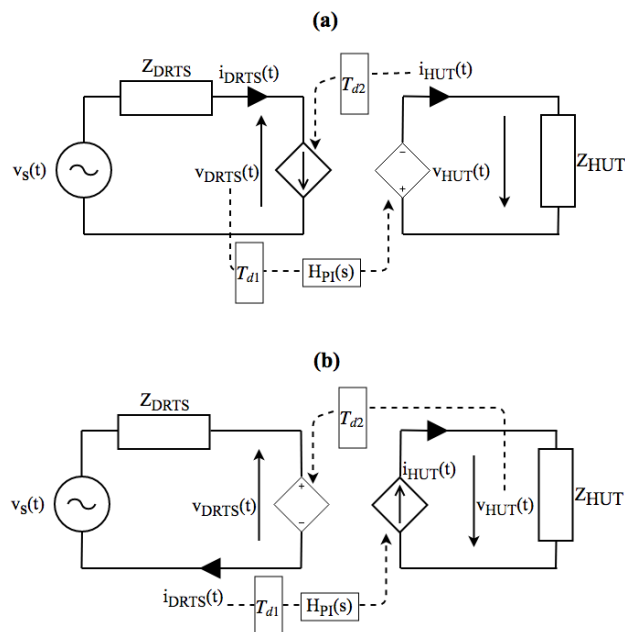 (a)
Z_DRTS
i_DRTS(t)
T_d2
i_HUT(t)
v_s(t)
v_DRTS(t)
-
+
v_HUT(t)
Z_HUT
T_d1
H_PI(s)
(b)
Z_DRTS
T_d2
v_s(t)
v_DRTS(t)
+
-
i_HUT(t)
v_HUT(t)
Z_HUT
i_DRTS(t)
T_d1
H_PI(s)